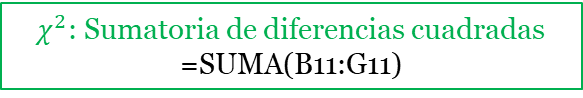 χ²: Sumatoria de diferencias cuadradas
=SUMA(B11:G11)